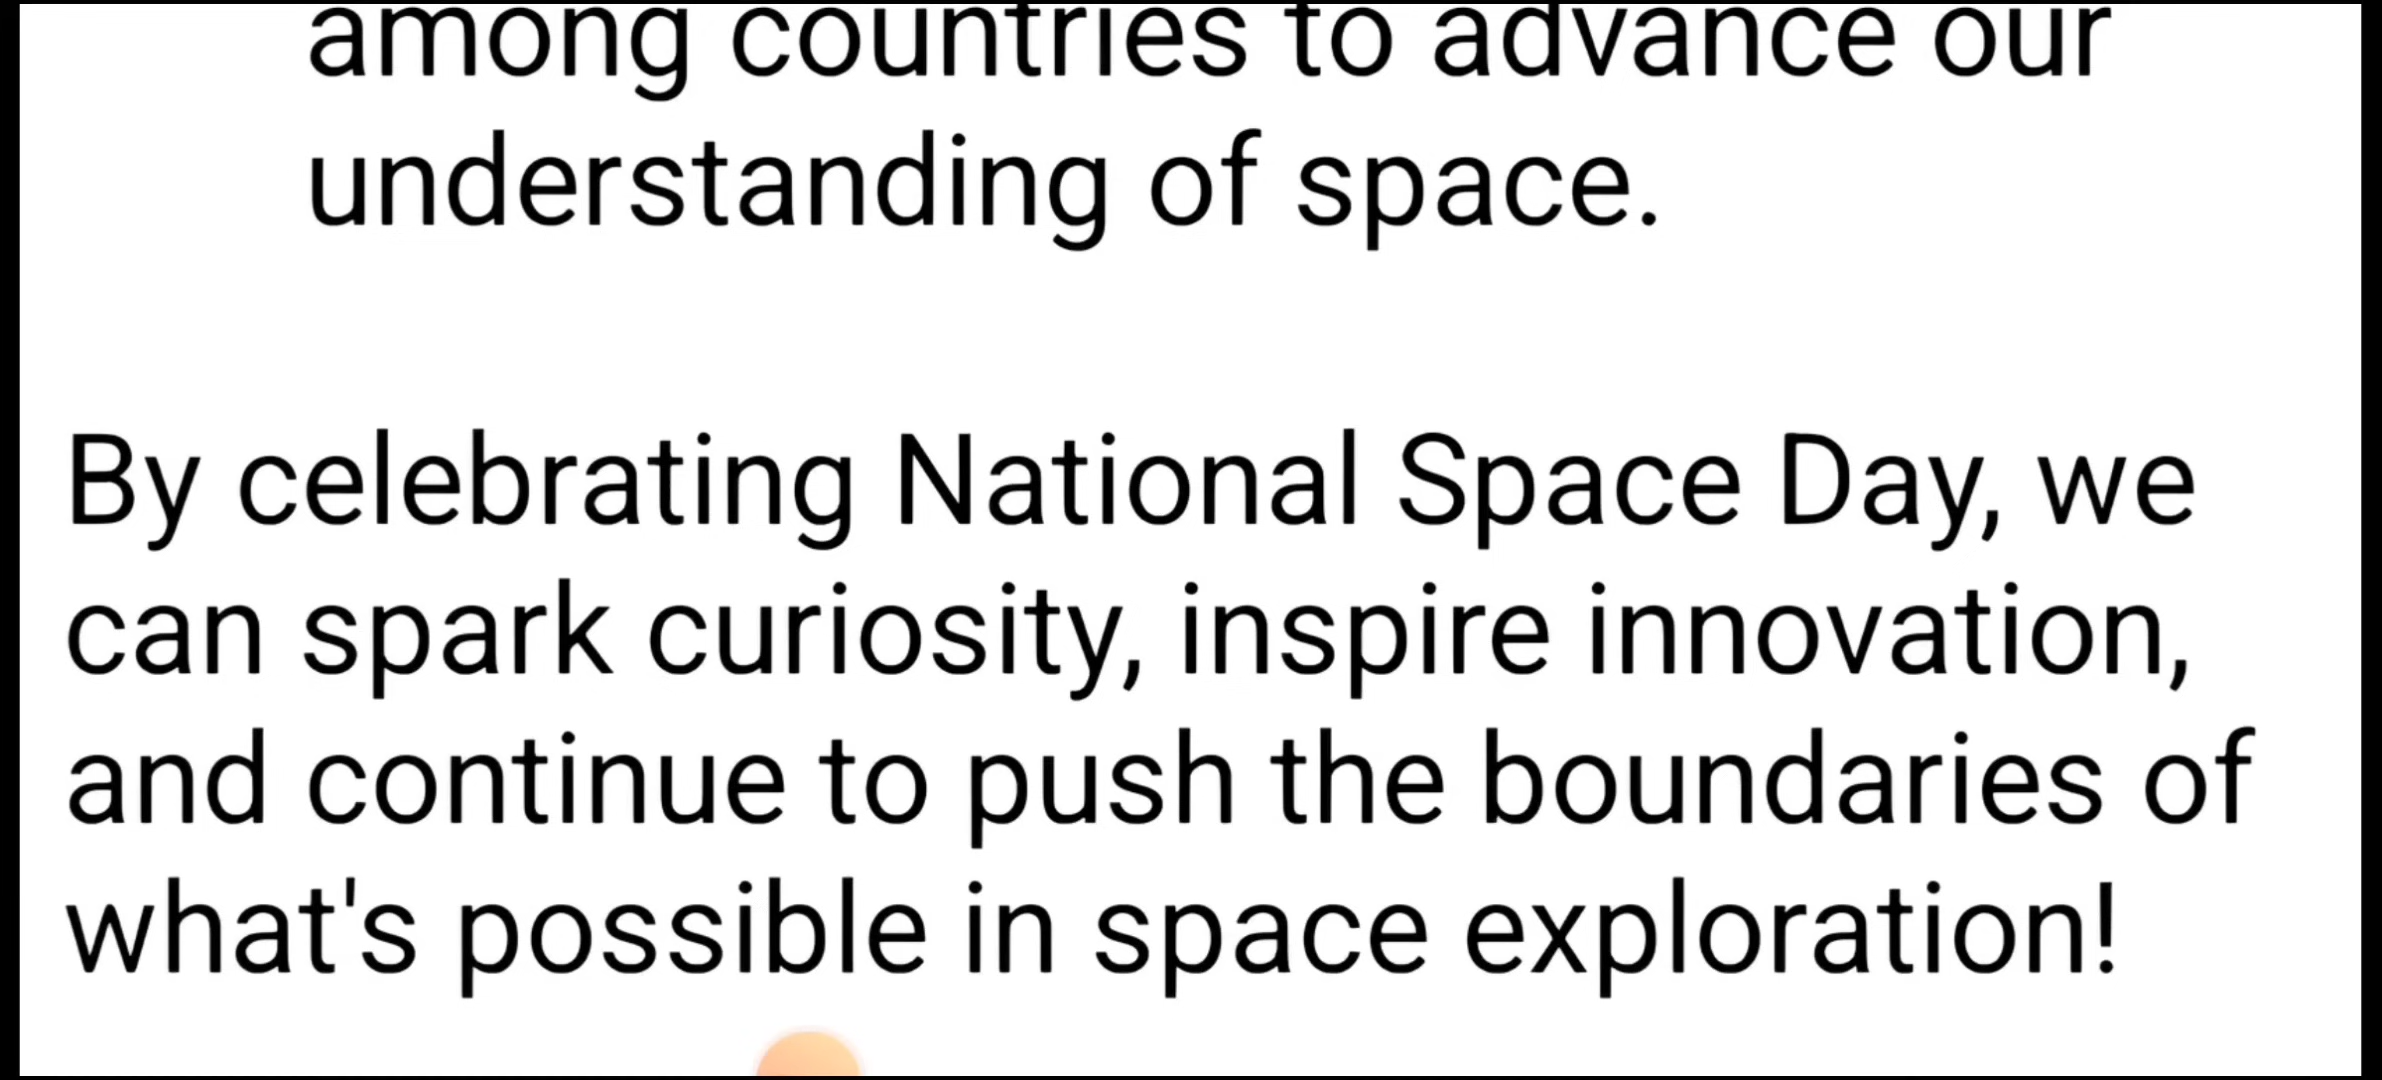 among countries to advance our
understanding of space.
By celebrating National Space Day, we
can spark curiosity, inspire innovation,
and continue to push the boundaries of
what's possible in space exploration!